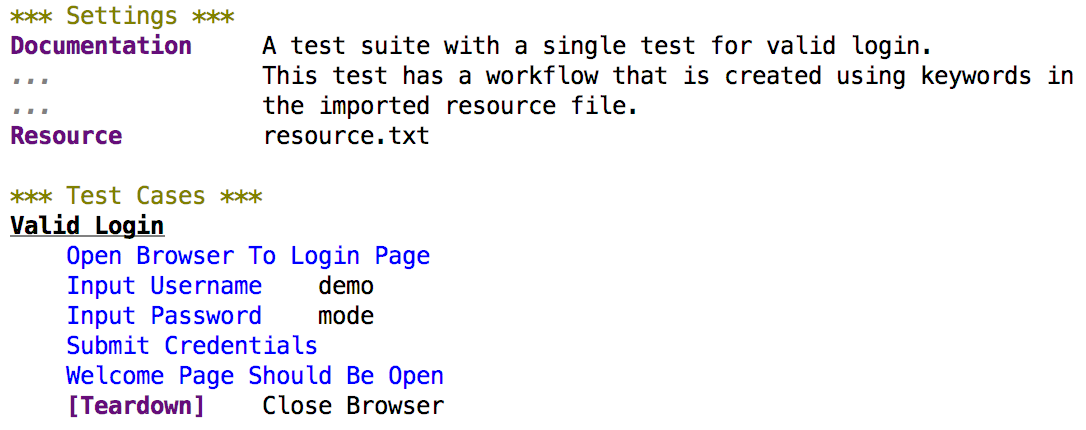 *** Settings ***
Documentation     A test suite with a single test for valid login.
...               This test has a workflow that is created using keywords in
...               the imported resource file.
Resource          resource.txt

*** Test Cases ***
Valid Login
    Open Browser To Login Page
    Input Username    demo
    Input Password    mode
    Submit Credentials
    Welcome Page Should Be Open
    [Teardown]    Close Browser